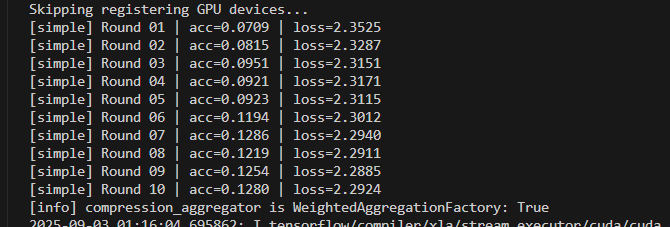 Skipping registering GPU devices...
[simple] Round 01 | acc=0.0709 | loss=2.3525
[simple] Round 02 | acc=0.0815 | loss=2.3287
[simple] Round 03 | acc=0.0951 | loss=2.3151
[simple] Round 04 | acc=0.0921 | loss=2.3171
[simple] Round 05 | acc=0.0923 | loss=2.3115
[simple] Round 06 | acc=0.1194 | loss=2.3012
[simple] Round 07 | acc=0.1286 | loss=2.2940
[simple] Round 08 | acc=0.1219 | loss=2.2911
[simple] Round 09 | acc=0.1254 | loss=2.2885
[simple] Round 10 | acc=0.1280 | loss=2.2924
[info] compression_aggregator is WeightedAggregationFactory: True
2025-09-03 01:16:04.695862: I tensorflow/compiler/xla/stream_executor/cuda/cuda